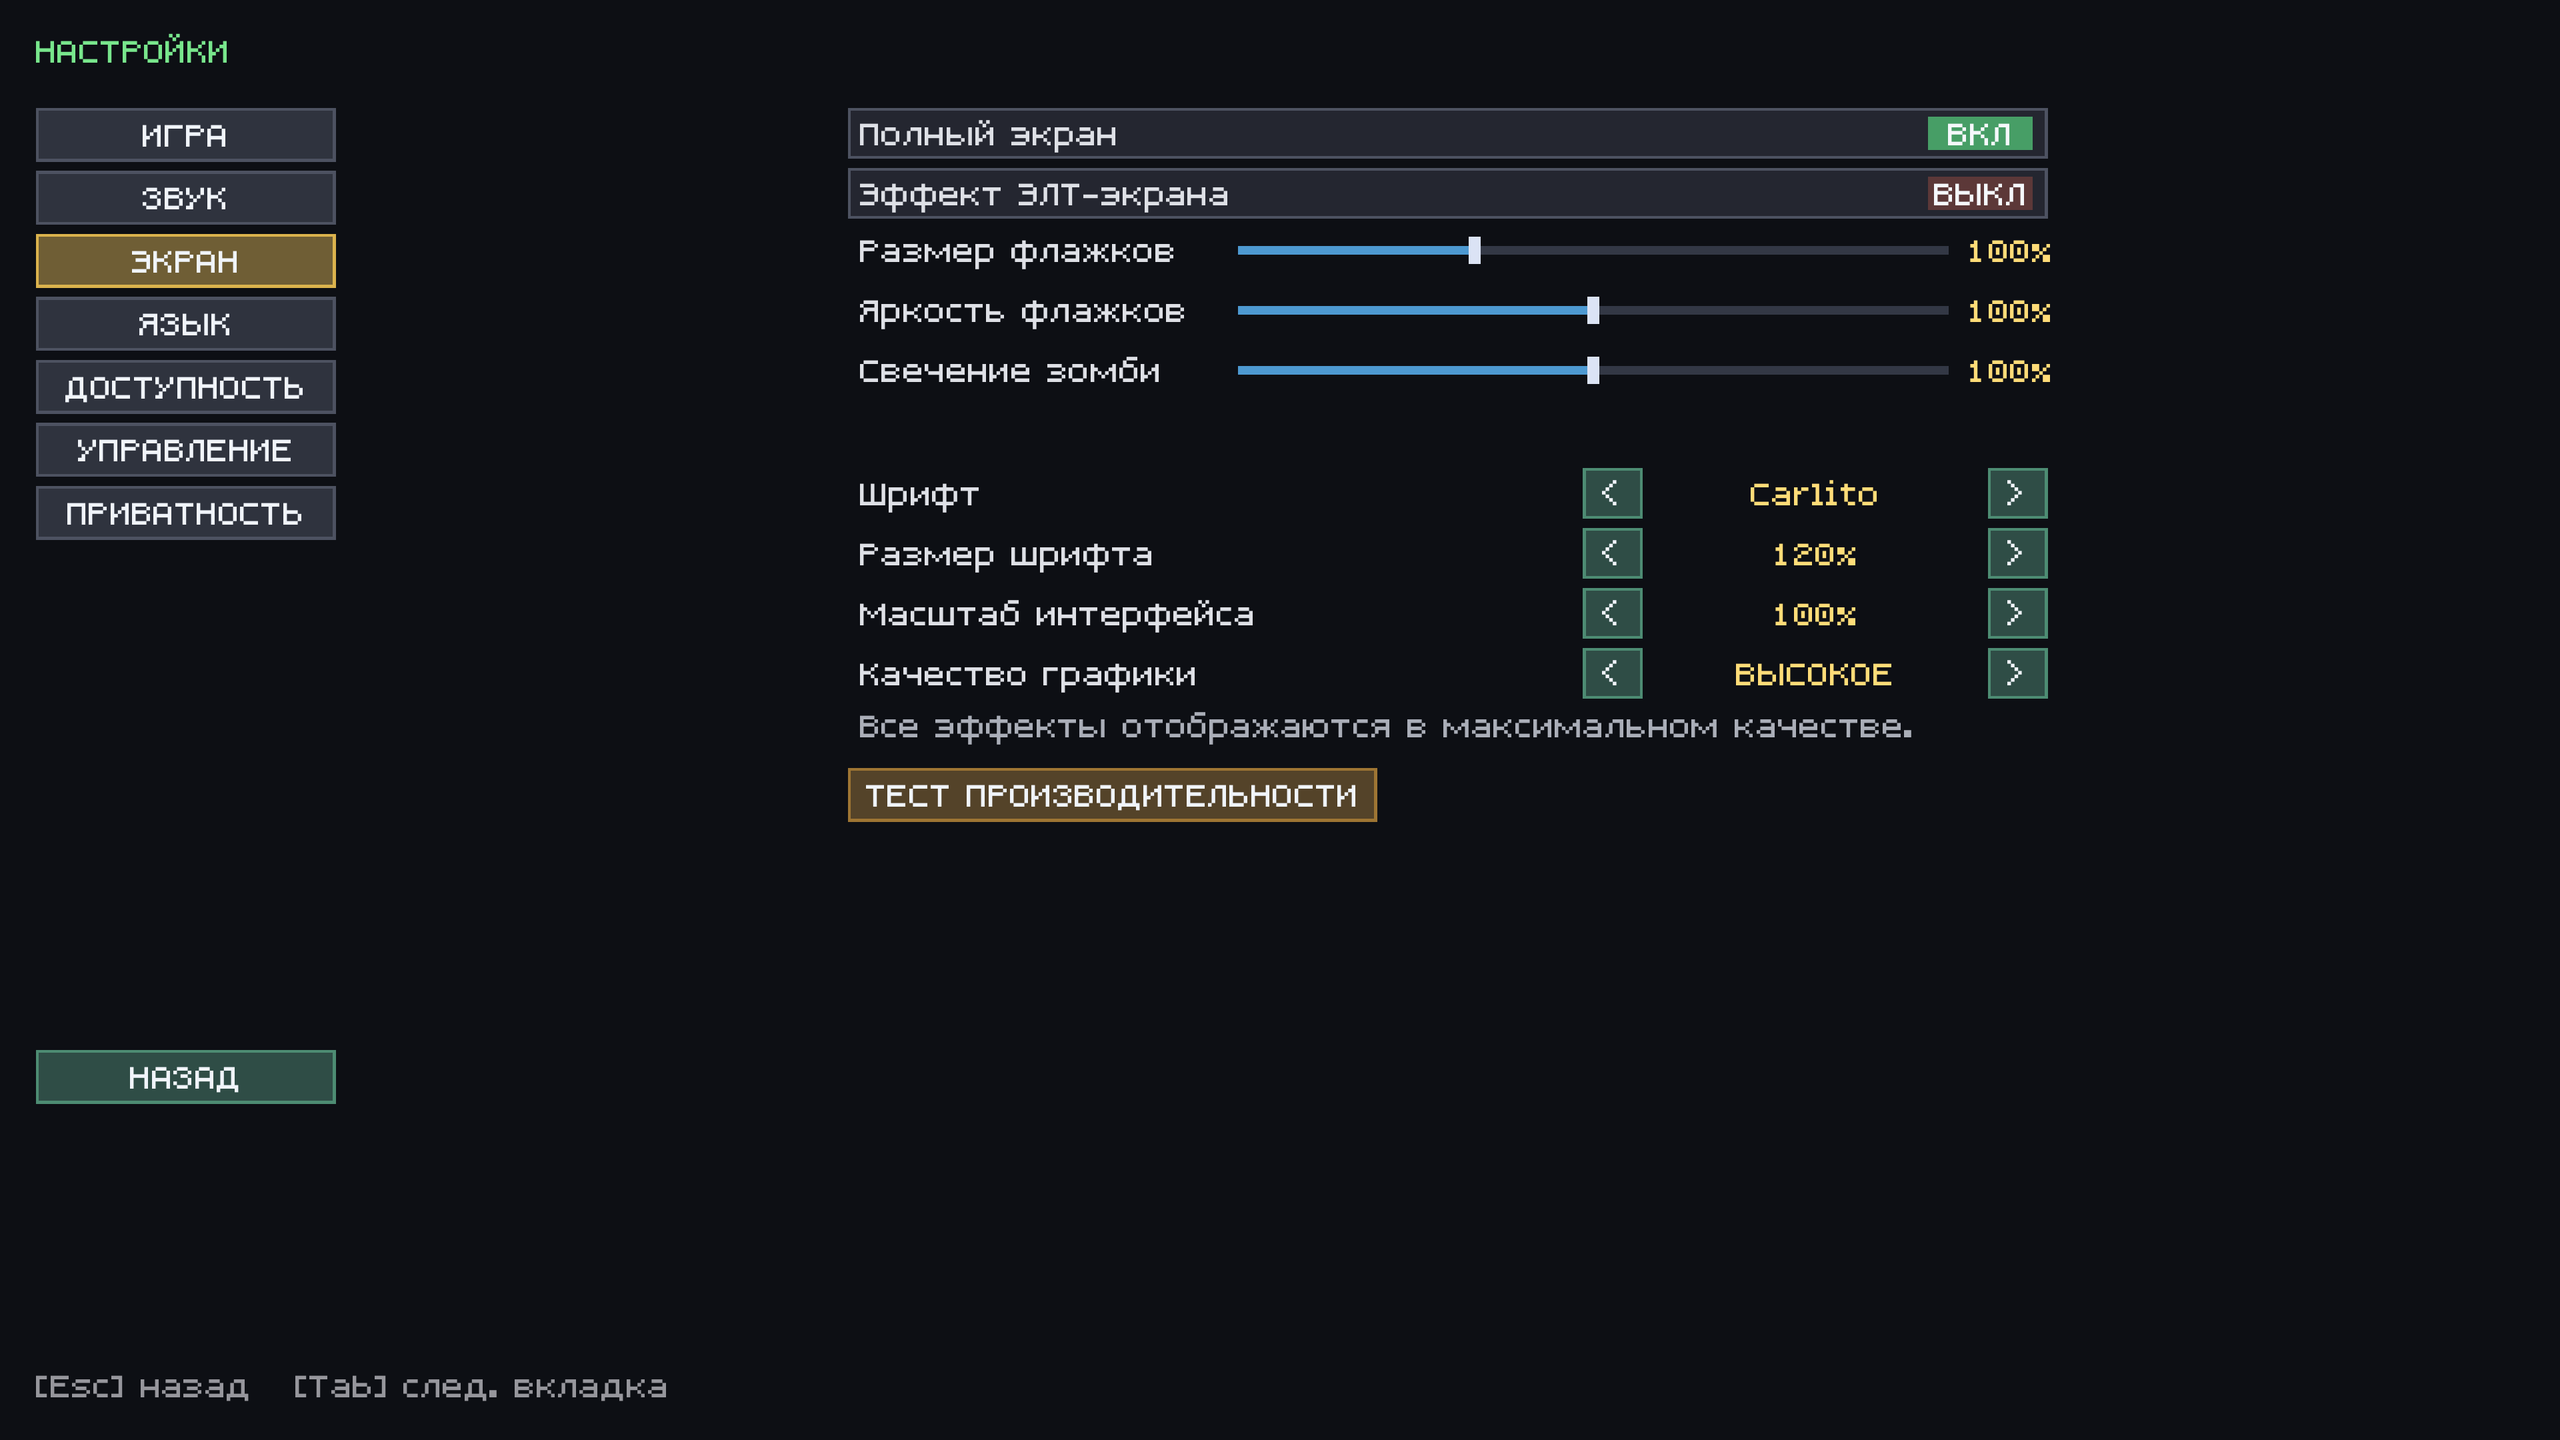 НАСТРОЙКИ
ИГРА
ЗВУК
ЭКРАН
ЯЗЫК
ДОСТУПНОСТЬ
УПРАВЛЕНИЕ
ПРИВАТНОСТЬ
НАЗАД
Полный экран ВКЛ
Эффект ЭЛТ-экрана ВЫКЛ
Размер флажков 100%
Яркость флажков 100%
Свечение зомби 100%
Шрифт < Carlito >
Размер шрифта < 120% >
Масштаб интерфейса < 100% >
Качество графики < ВЫСОКОЕ >
Все эффекты отображаются в максимальном качестве.
ТЕСТ ПРОИЗВОДИТЕЛЬНОСТИ
[Esc] назад [Tab] след. вкладка